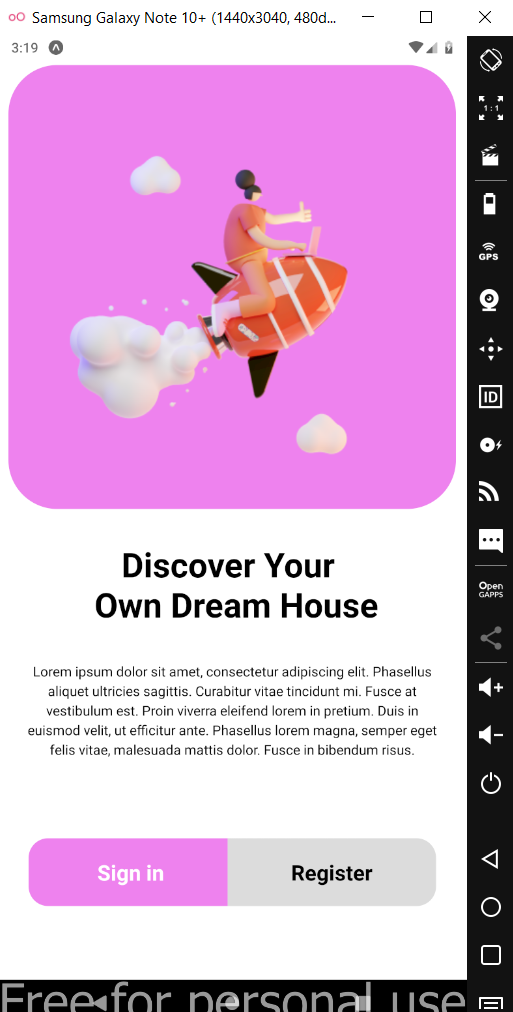 Samsung Galaxy Note 10+ (1440x3040, 480d...
3:19
1:1
GPS
ID
Open
GAPPS
Discover Your
Own Dream House
Lorem ipsum dolor sit amet, consectetur adipiscing elit. Phasellus
aliquet ultricies sagittis. Curabitur vitae tincidunt mi. Fusce at
vestibulum est. Proin viverra eleifend lorem in pretium. Duis in
euismod velit, ut efficitur ante. Phasellus lorem magna, semper eget
felis vitae, malesuada mattis dolor. Fusce in bibendum risus.
Sign in
Register
Free for personal use